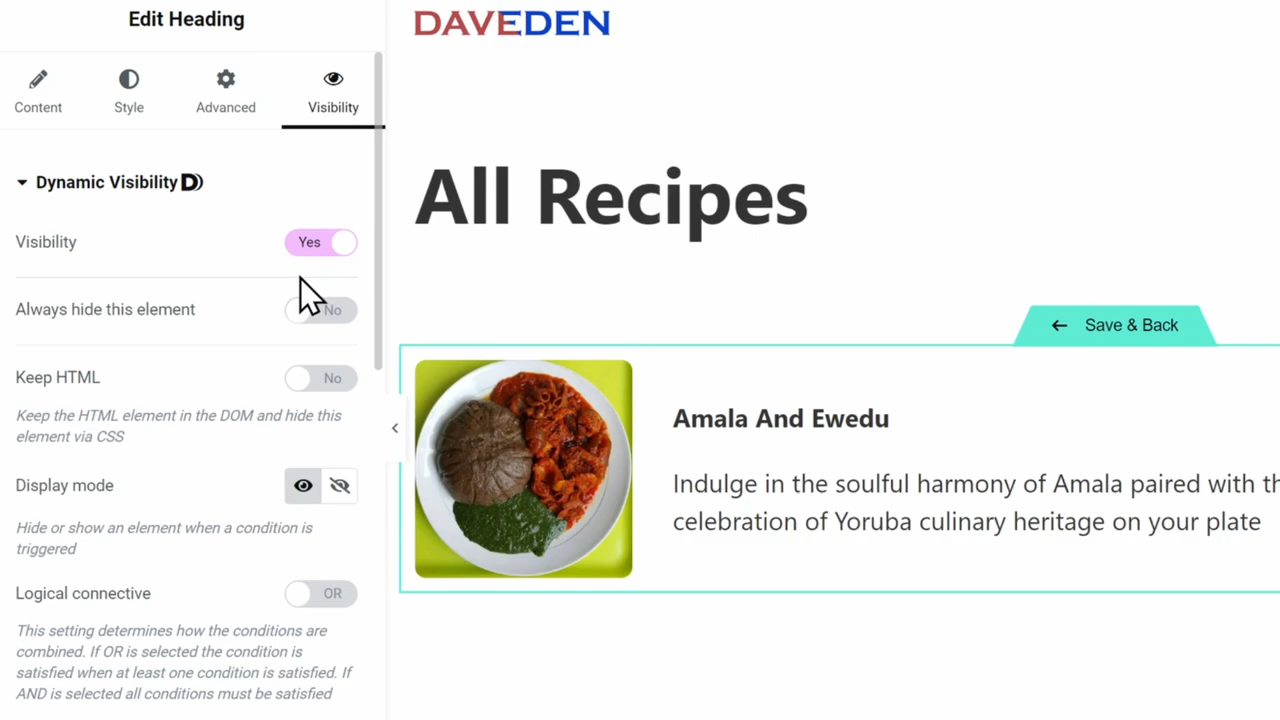 Edit Heading
Content
Style
Advanced
Visibility
Dynamic Visibility
Visibility
Yes
Always hide this element
No
Keep HTML
No
Keep the HTML element in the DOM and hide this
element via CSS
Display mode
Hide or show an element when a condition is
triggered
Logical connective
OR
This setting determines how the conditions are
combined. If OR is selected the condition is
satisfied when at least one condition is satisfied. If
AND is selected all conditions must be satisfied
DAVEDEN
All Recipes
Save & Back
Amala And Ewedu
Indulge in the soulful harmony of Amala paired with th
celebration of Yoruba culinary heritage on your plate